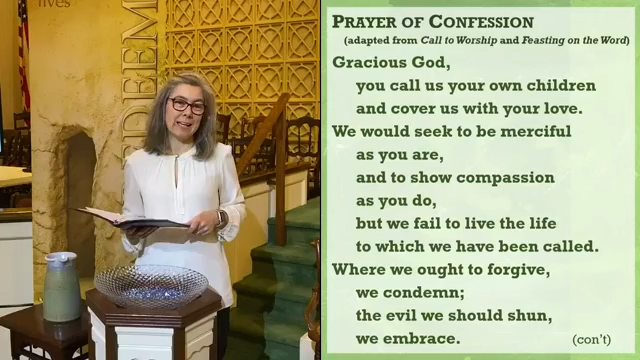 lives
REDEEM
PRAYER OF CONFESSION
(adapted from Call to Worship and Feasting on the Word)
Gracious God,
you call us your own children
and cover us with your love.
We would seek to be merciful
as you are,
and to show compassion
as you do,
but we fail to live the life
to which we have been called.
Where we ought to forgive,
we condemn;
the evil we should shun,
we embrace.
(con't)